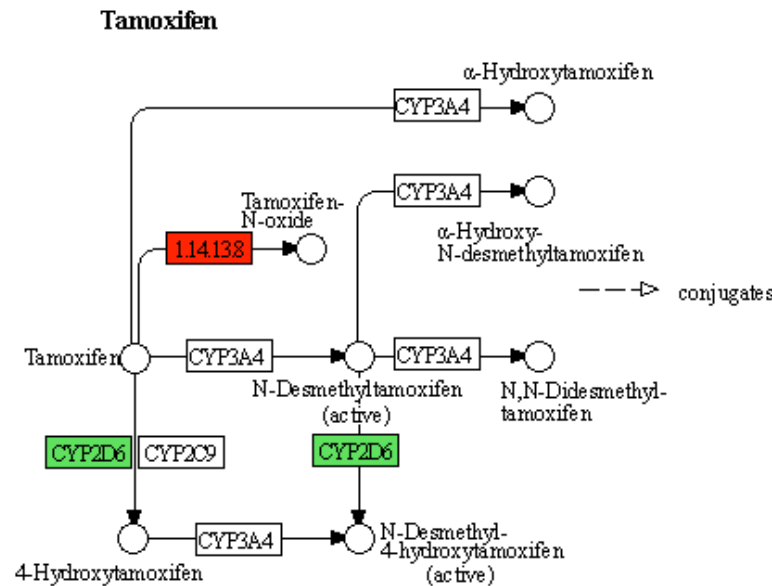 Tamoxifen
α-Hydroxytamoxifen
CYP3A4
Tamoxifen-
N-oxide
CYP3A4
1.14.13.8
α-Hydroxy-
N-desmethyltamoxifen
conjugates
Tamoxifen
CYP3A4
CYP3A4
N-Desmethyltamoxifen
(active)
N,N-Didesmethyl-
tamoxifen
CYP2D6
CYP2C9
CYP2D6
CYP3A4
N-Desmethyl-
4-hydroxytamoxifen
(active)
4-Hydroxytamoxifen